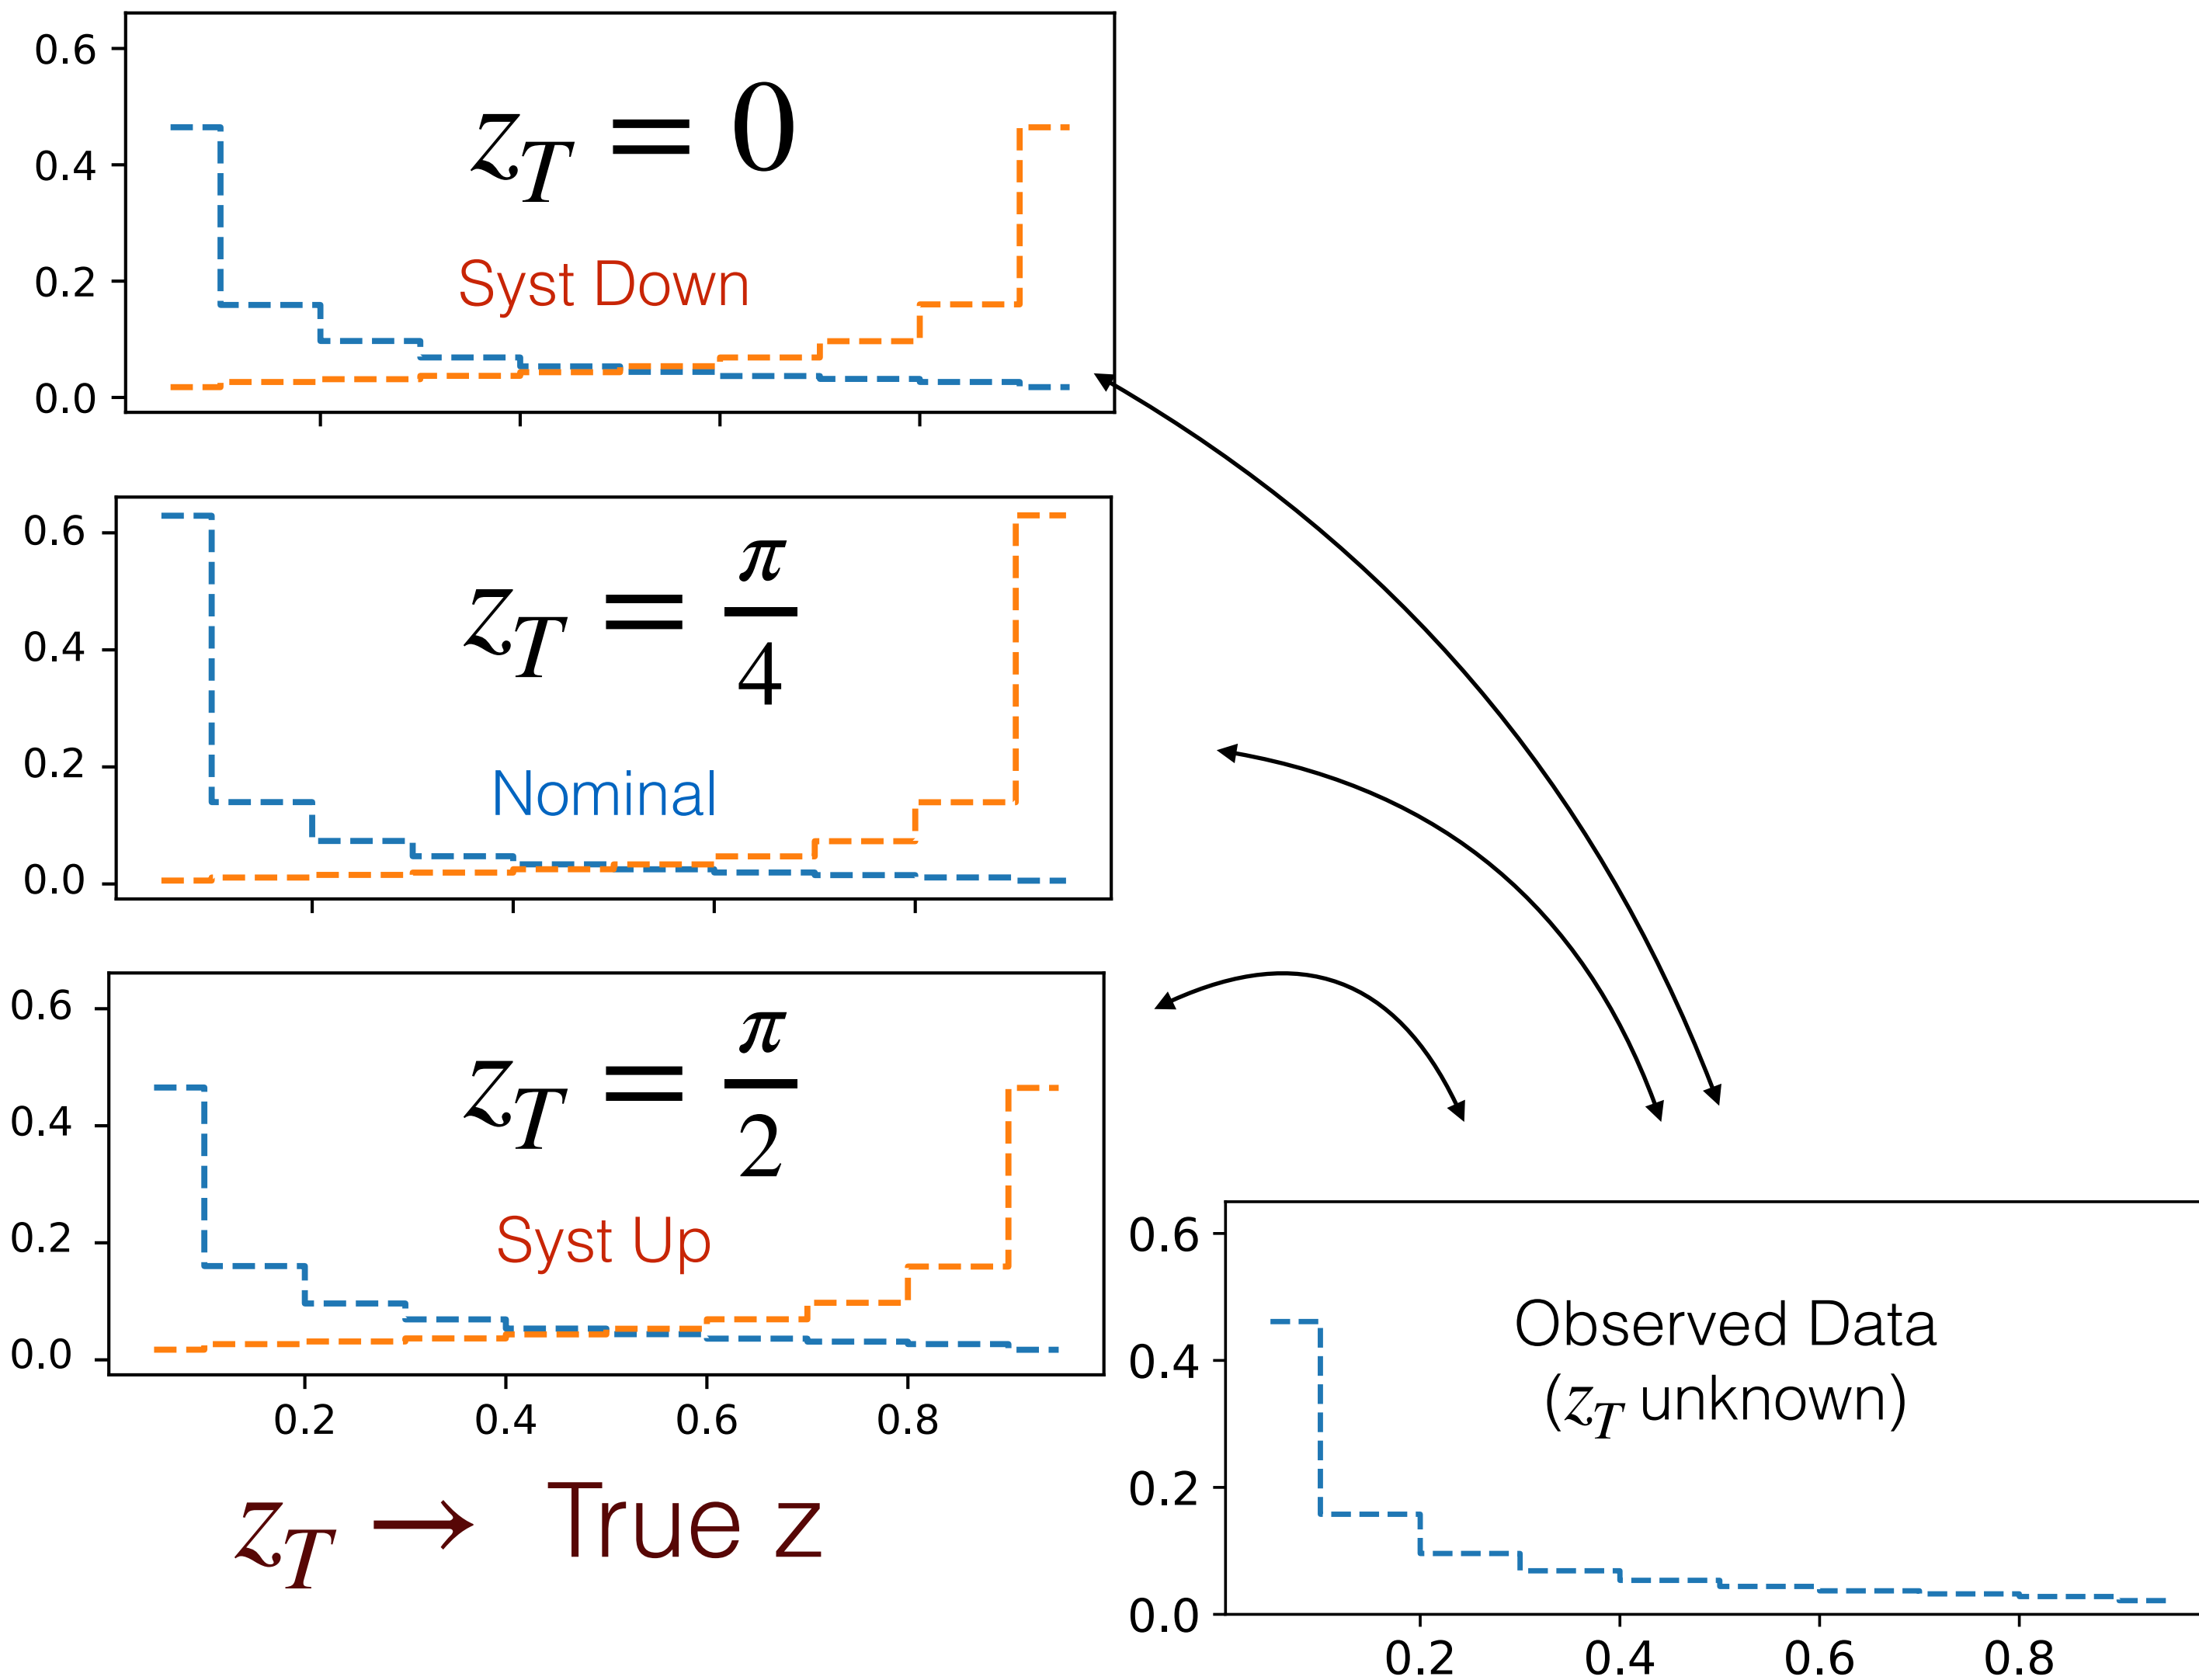 0.6
0.4
0.2
0.0
z_T = 0
Syst Down
0.6
0.4
0.2
0.0
z_T = π/4
Nominal
0.6
0.4
0.2
0.0
z_T = π/2
Syst Up
0.2 0.4 0.6 0.8
z_T → True z
0.6
0.4
0.2
0.0
Observed Data
(z_T unknown)
0.2 0.4 0.6 0.8